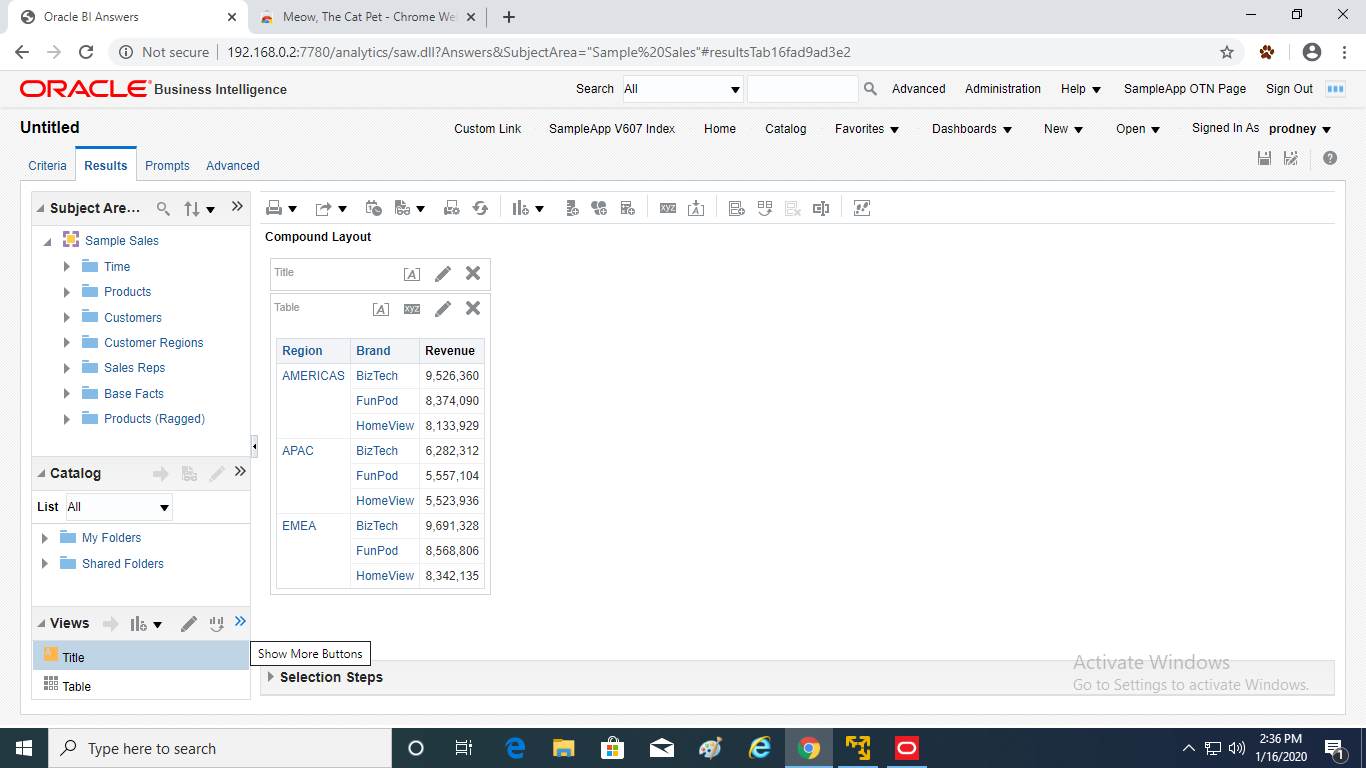 Oracle BI Answers
Meow, The Cat Pet - Chrome We
Not secure 192.168.0.2:7780/analytics/saw.dll?Answers&SubjectArea="Sample%20Sales"#resultsTab16fad9ad3e2
ORACLE Business Intelligence
Search All Advanced Administration Help SampleApp OTN Page Sign Out
Untitled
Custom Link SampleApp V607 Index Home Catalog Favorites Dashboards New Open Signed In As prodney
Criteria Results Prompts Advanced
Subject Are...
Sample Sales
Time
Products
Customers
Customer Regions
Sales Reps
Base Facts
Products (Ragged)
Catalog
List All
My Folders
Shared Folders
Views
Title
Table
Show More Buttons
xyz A
Compound Layout
Title A
Table A xyz
Region Brand Revenue
AMERICAS BizTech 9,526,360
FunPod 8,374,090
HomeView 8,133,929
APAC BizTech 6,282,312
FunPod 5,557,104
HomeView 5,523,936
EMEA BizTech 9,691,328
FunPod 8,568,806
HomeView 8,342,135
Selection Steps
Activate Windows
Go to Settings to activate Windows.
Type here to search
2:36 PM
1/16/2020
1